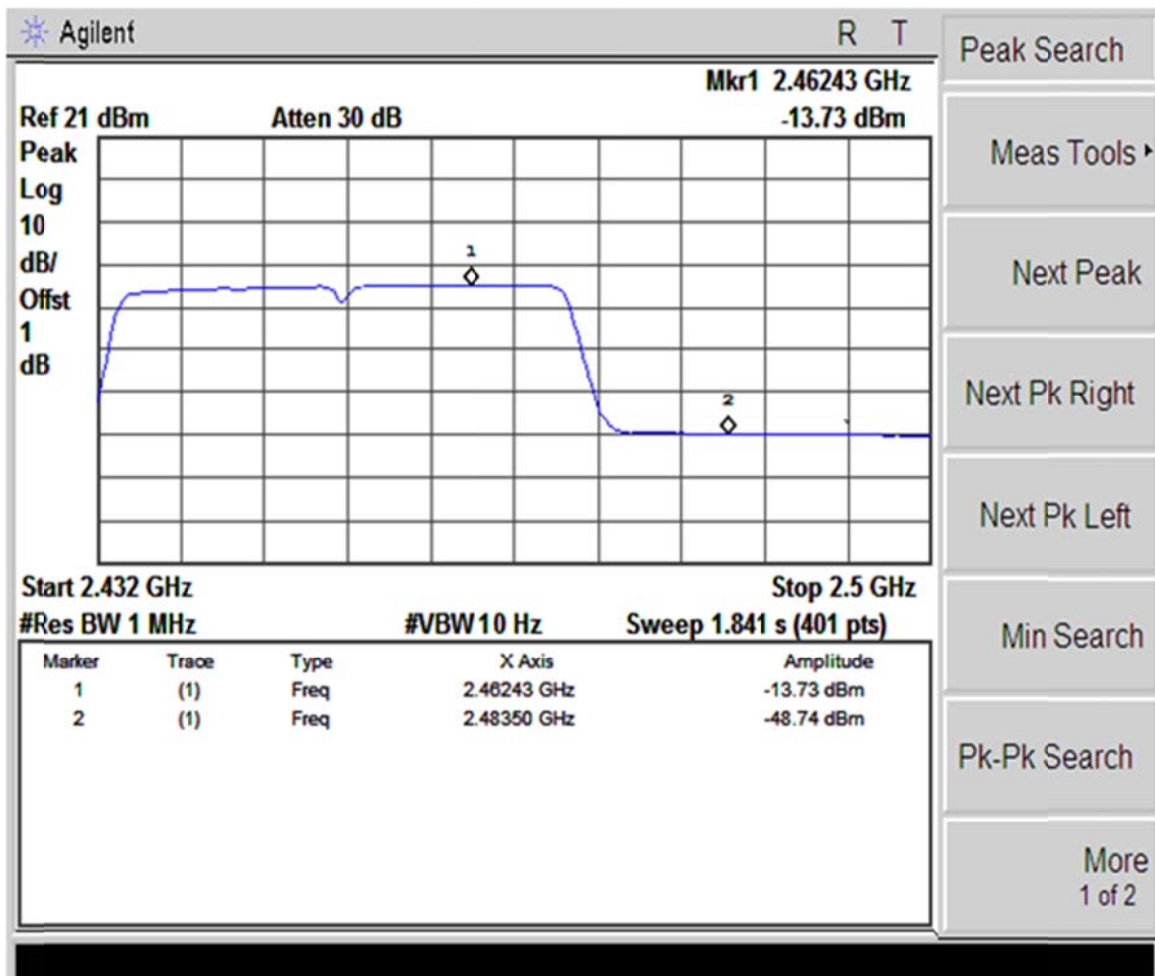 Agilent R T
Mkr1 2.46243 GHz
Ref 21 dBm Atten 30 dB -13.73 dBm
Peak
Log
10
dB/
Offst
1
dB
1
2
Start 2.432 GHz Stop 2.5 GHz
#Res BW 1 MHz #VBW 10 Hz Sweep 1.841 s (401 pts)
Marker Trace Type X Axis Amplitude
1 (1) Freq 2.46243 GHz -13.73 dBm
2 (1) Freq 2.48350 GHz -48.74 dBm
Peak Search
Meas Tools
Next Peak
Next Pk Right
Next Pk Left
Min Search
Pk-Pk Search
More
1 of 2